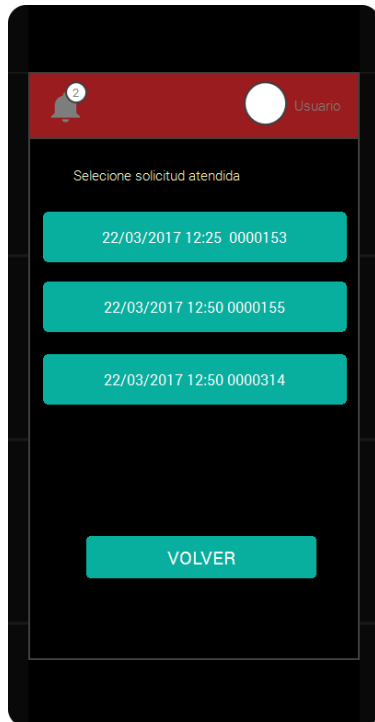 2
Usuario
Selecione solicitud atendida
22/03/2017 12:25 0000153
22/03/2017 12:50 0000155
22/03/2017 12:50 0000314
VOLVER